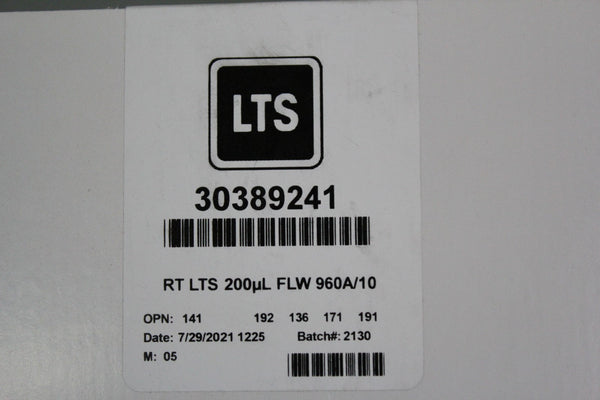 LTS
30389241
RT LTS 200µL FLW 960A/10
OPN: 141 192 136 171 191
Date: 7/29/2021 1225 Batch#: 2130
M: 05